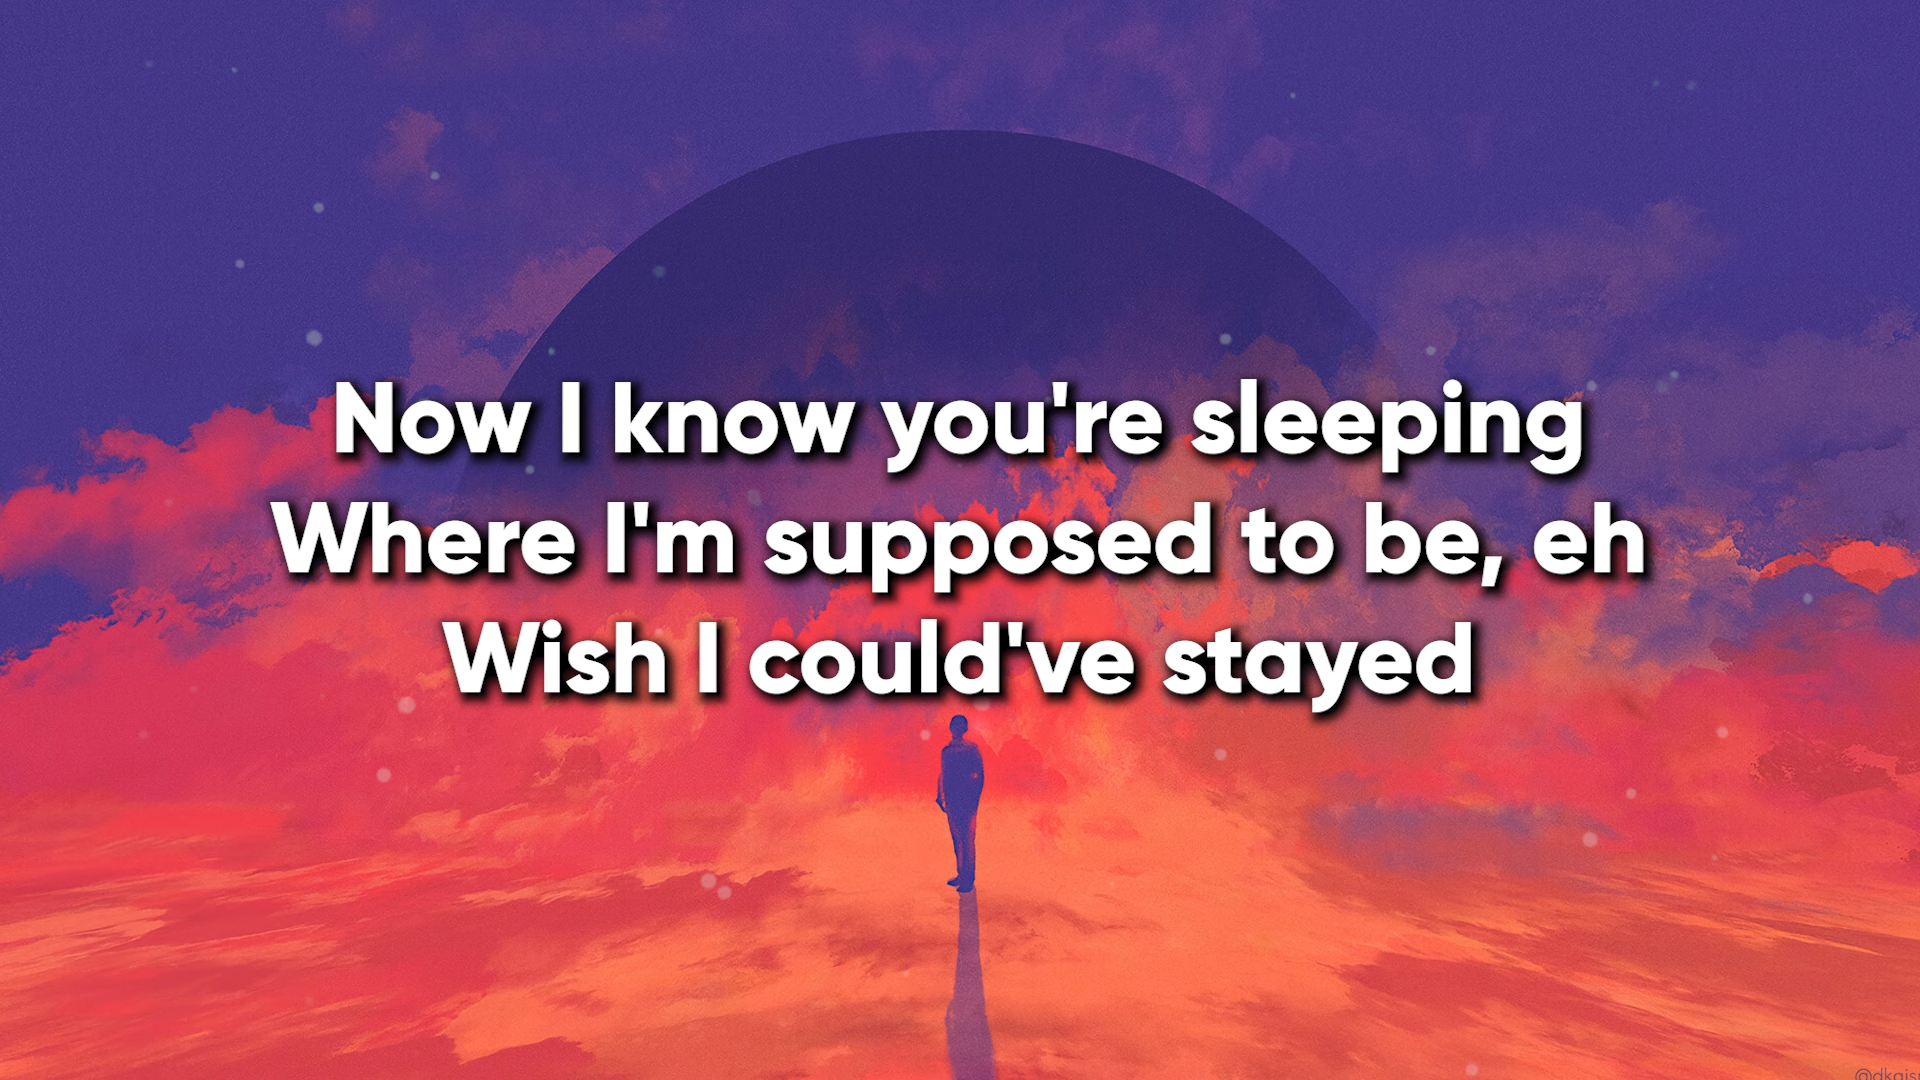 Now I know you're sleeping
Where I'm supposed to be, eh
Wish I could've stayed